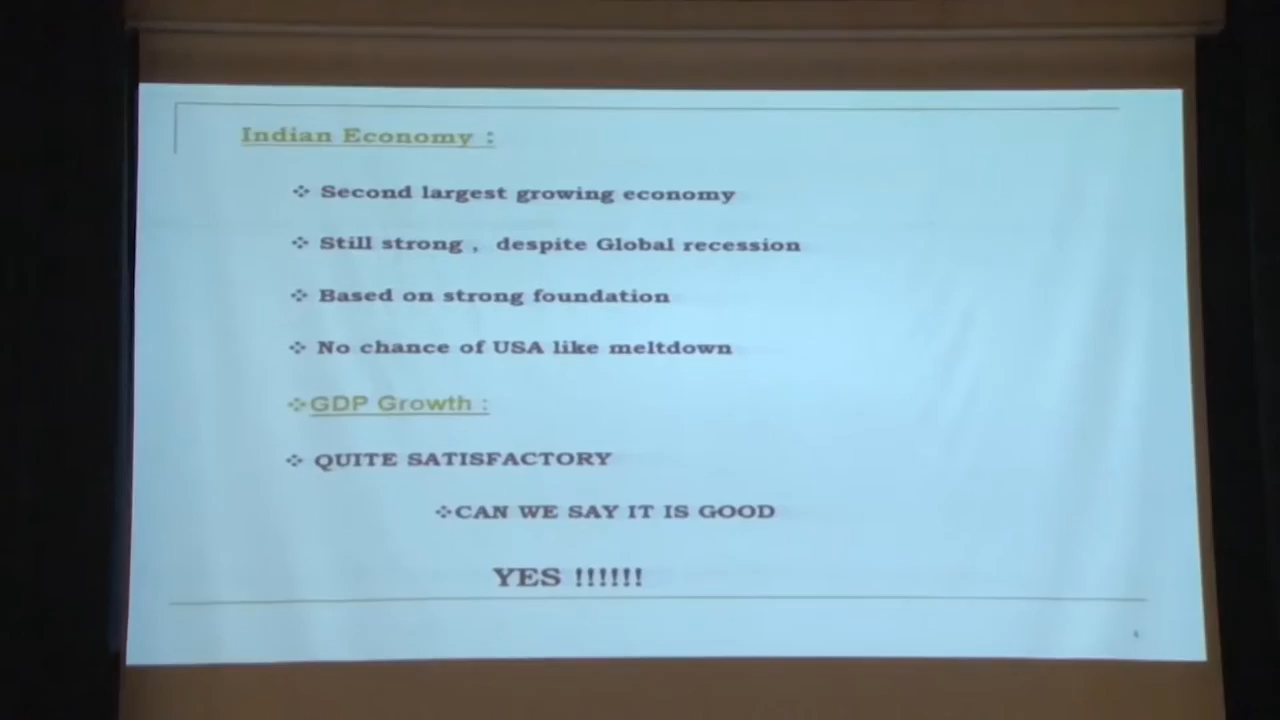 Indian Economy :
❖ Second largest growing economy
❖ Still strong , despite Global recession
❖ Based on strong foundation
❖ No chance of USA like meltdown
❖GDP Growth :
❖ QUITE SATISFACTORY
❖CAN WE SAY IT IS GOOD
YES !!!!!!